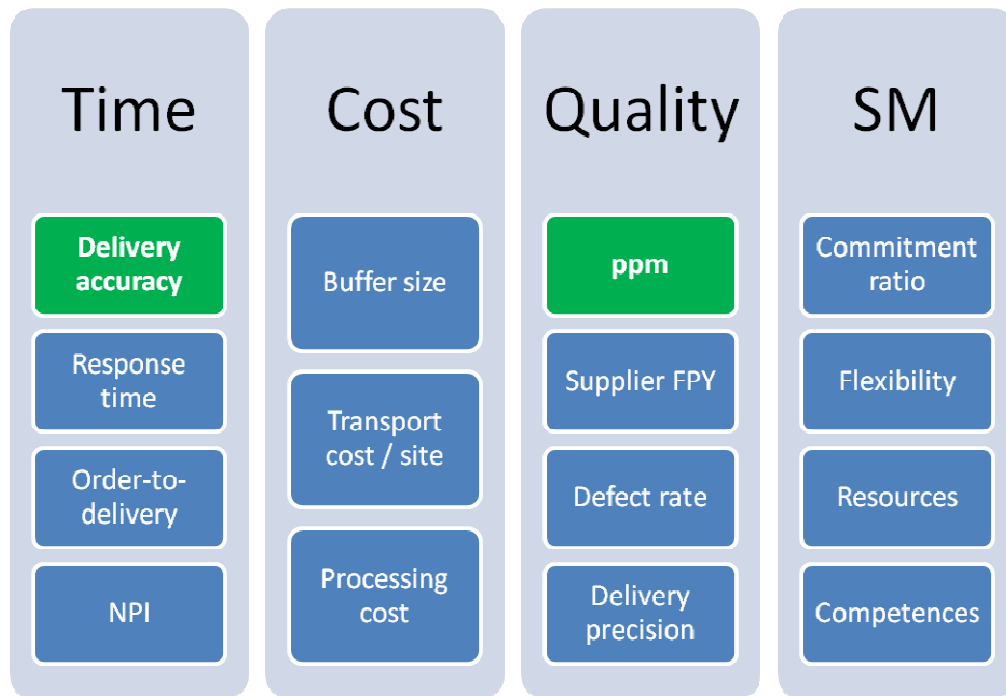 Time
Delivery
accuracy
Response
time
Order-to-
delivery
NPI
Cost
Buffer size
Transport
cost / site
Processing
cost
Quality
ppm
Supplier FPY
Defect rate
Delivery
precision
SM
Commitment
ratio
Flexibility
Resources
Competences